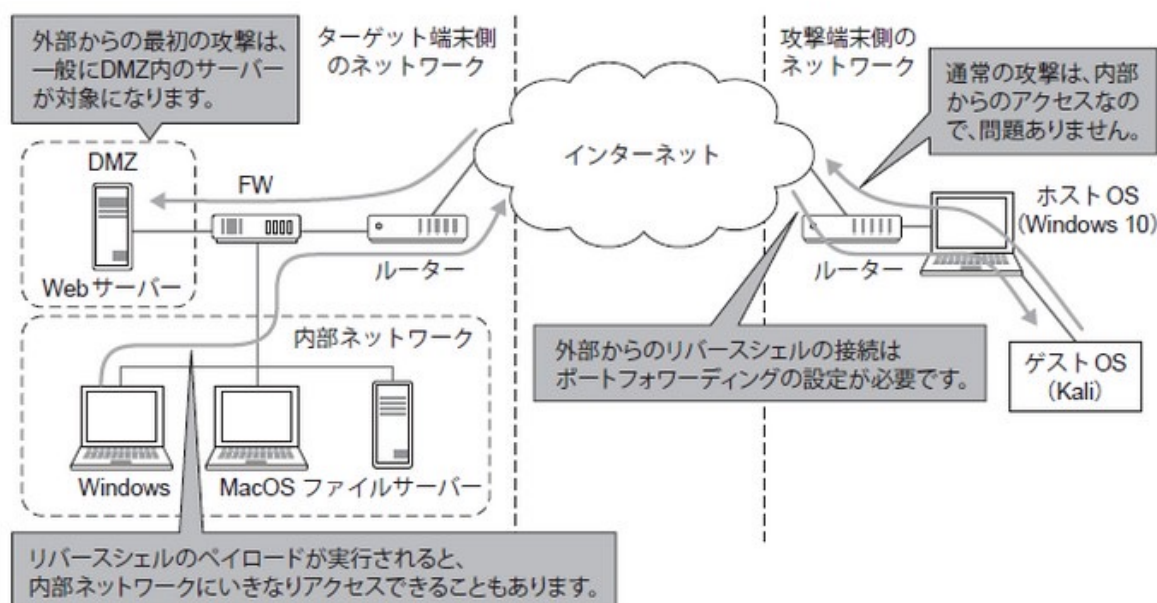 外部からの最初の攻撃は、
一般にDMZ内のサーバー
が対象になります。
ターゲット端末側
のネットワーク
攻撃端末側の
ネットワーク
通常の攻撃は、内部
からのアクセスなの
で、問題ありません。
インターネット
DMZ
FW
ルーター
Webサーバー
ルーター
ホストOS
(Windows 10)
内部ネットワーク
外部からのリバースシェルの接続は
ポートフォワーディングの設定が必要です。
ゲストOS
(Kali)
Windows
MacOS
ファイルサーバー
リバースシェルのペイロードが実行されると、
内部ネットワークにいきなりアクセスできることもあります。